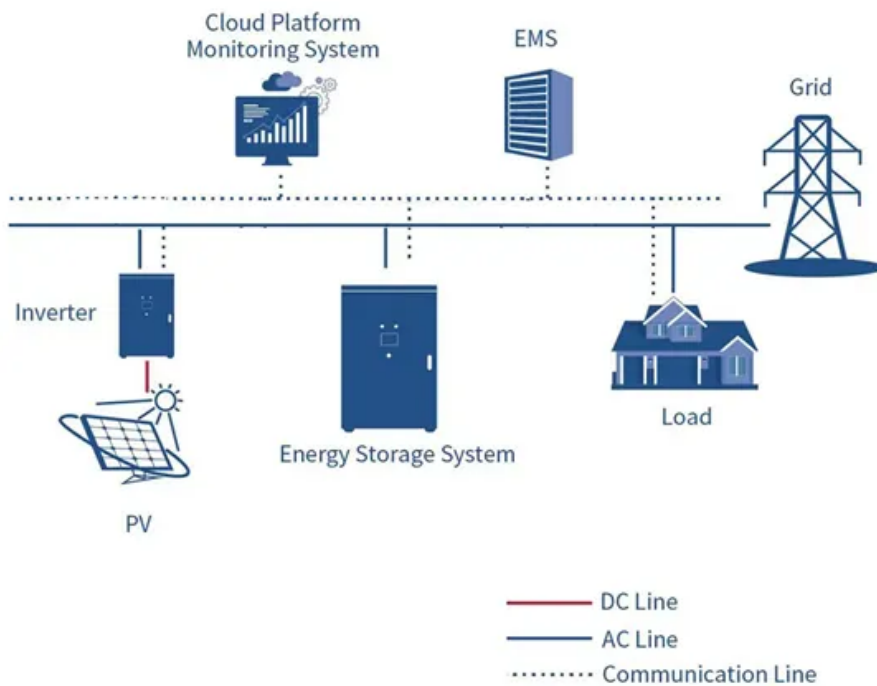 Cloud Platform
Monitoring System
EMS
Grid
Inverter
Load
Energy Storage System
PV
DC Line
AC Line
Communication Line